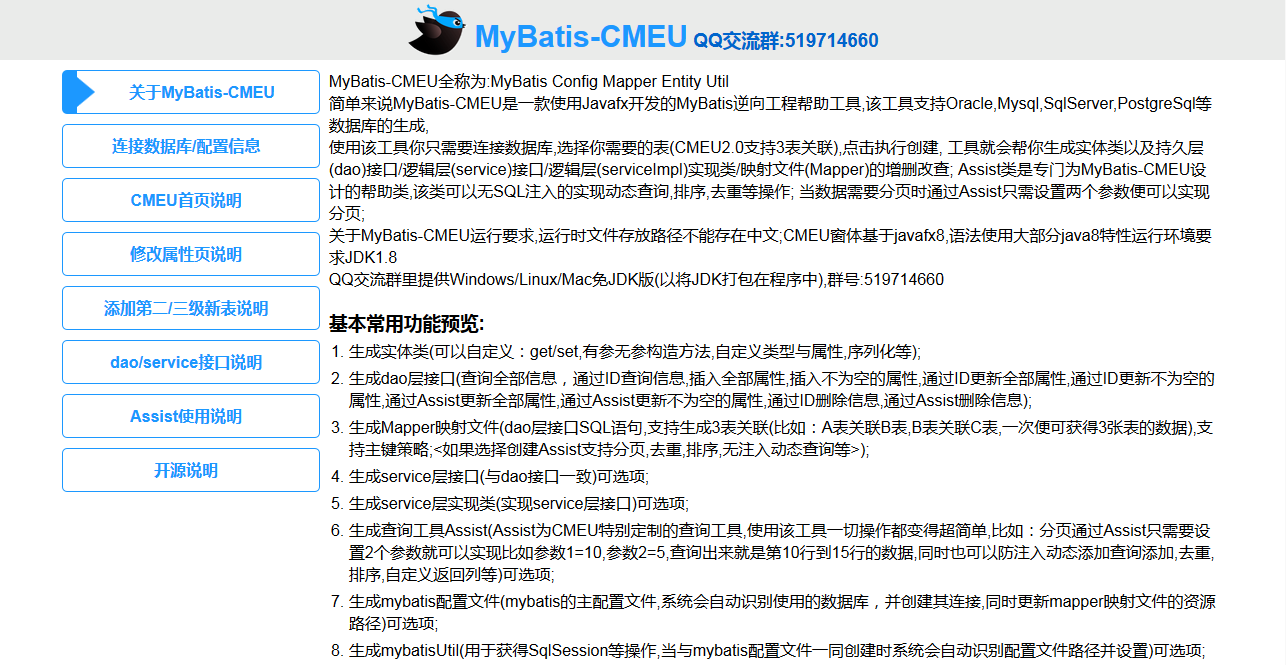 MyBatis-CMEU QQ交流群:519714660
关于MyBatis-CMEU
连接数据库/配置信息
CMEU首页说明
修改属性页说明
添加第二/三级新表说明
dao/service接口说明
Assist使用说明
开源说明
MyBatis-CMEU全称为:MyBatis Config Mapper Entity Util
简单来说MyBatis-CMEU是一款使用Javafx开发的MyBatis逆向工程帮助工具,该工具支持Oracle,Mysql,SqlServer,PostgreSql等
数据库的生成,
使用该工具你只需要连接数据库,选择你需要的表(CMEU2.0支持3表关联),点击执行创建, 工具就会帮你生成实体类以及持久层
(dao)接口/逻辑层(service)接口/逻辑层(serviceImpl)实现类/映射文件(Mapper)的增删改查; Assist类是专门为MyBatis-CMEU设
计的帮助类,该类可以无SQL注入的实现动态查询,排序,去重等操作; 当数据需要分页时通过Assist只需设置两个参数便可以实现
分页;
关于MyBatis-CMEU运行要求,运行时文件存放路径不能存在中文;CMEU窗体基于javafx8,语法使用大部分java8特性运行环境要
求JDK1.8
QQ交流群里提供Windows/Linux/Mac免JDK版(以将JDK打包在程序中),群号:519714660
基本常用功能预览:
1. 生成实体类(可以自定义：get/set,有参无参构造方法,自定义类型与属性,序列化等);
2. 生成dao层接口(查询全部信息，通过ID查询信息,插入全部属性,插入不为空的属性,通过ID更新全部属性,通过ID更新不为空的
属性,通过Assist更新全部属性,通过Assist更新不为空的属性,通过ID删除信息,通过Assist删除信息);
3. 生成Mapper映射文件(dao层接口SQL语句,支持生成3表关联(比如：A表关联B表,B表关联C表,一次便可获得3张表的数据),支
持主键策略;<如果选择创建Assist支持分页,去重,排序,无注入动态查询等>);
4. 生成service层接口(与dao接口一致)可选项;
5. 生成service层实现类(实现service层接口)可选项;
6. 生成查询工具Assist(Assist为CMEU特别定制的查询工具,使用该工具一切操作都变得超简单,比如：分页通过Assist只需要设
置2个参数就可以实现比如参数1=10,参数2=5,查询出来就是第10行到15行的数据,同时也可以防注入动态添加查询添加,去重,
排序,自定义返回列等)可选项;
7. 生成mybatis配置文件(mybatis的主配置文件,系统会自动识别使用的数据库，并创建其连接,同时更新mapper映射文件的资源
路径)可选项;
8. 生成mybatisUtil(用于获得SqlSession等操作,当与mybatis配置文件一同创建时系统会自动识别配置文件路径并设置)可选项;